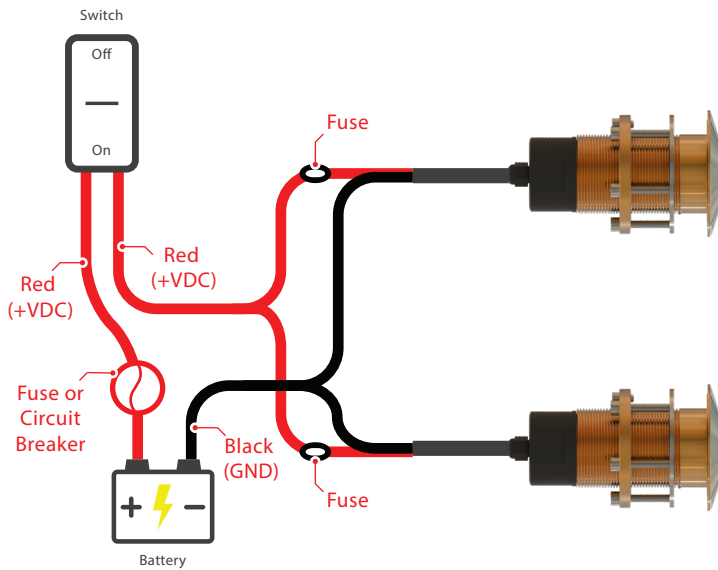 Switch
Off
On
Fuse
Red
(+VDC)
Red
(+VDC)
Fuse or
Circuit
Breaker
Black
(GND)
Fuse
+ −
Battery